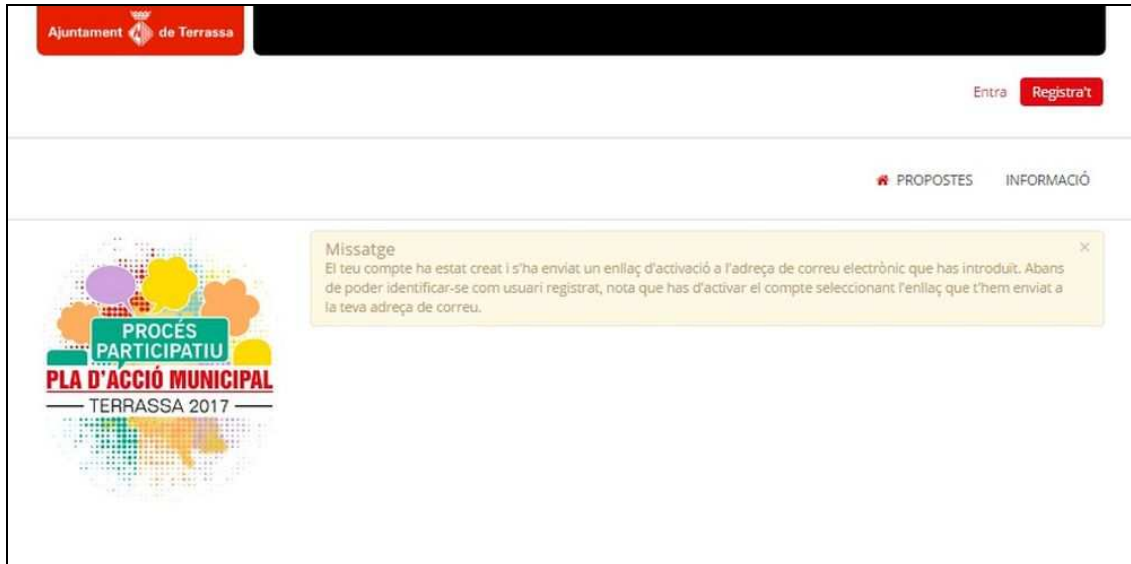 Ajuntament de Terrassa
Entra Registra't
PROPOSTES INFORMACIÓ
Missatge ×
El teu compte ha estat creat i s'ha enviat un enllaç d'activació a l'adreça de correu electrònic que has introduït. Abans
de poder identificar-se com usuari registrat, nota que has d'activar el compte seleccionant l'enllaç que t'hem enviat a
la teva adreça de correu.
PROCÉS
PARTICIPATIU
PLA D'ACCIÓ MUNICIPAL
TERRASSA 2017